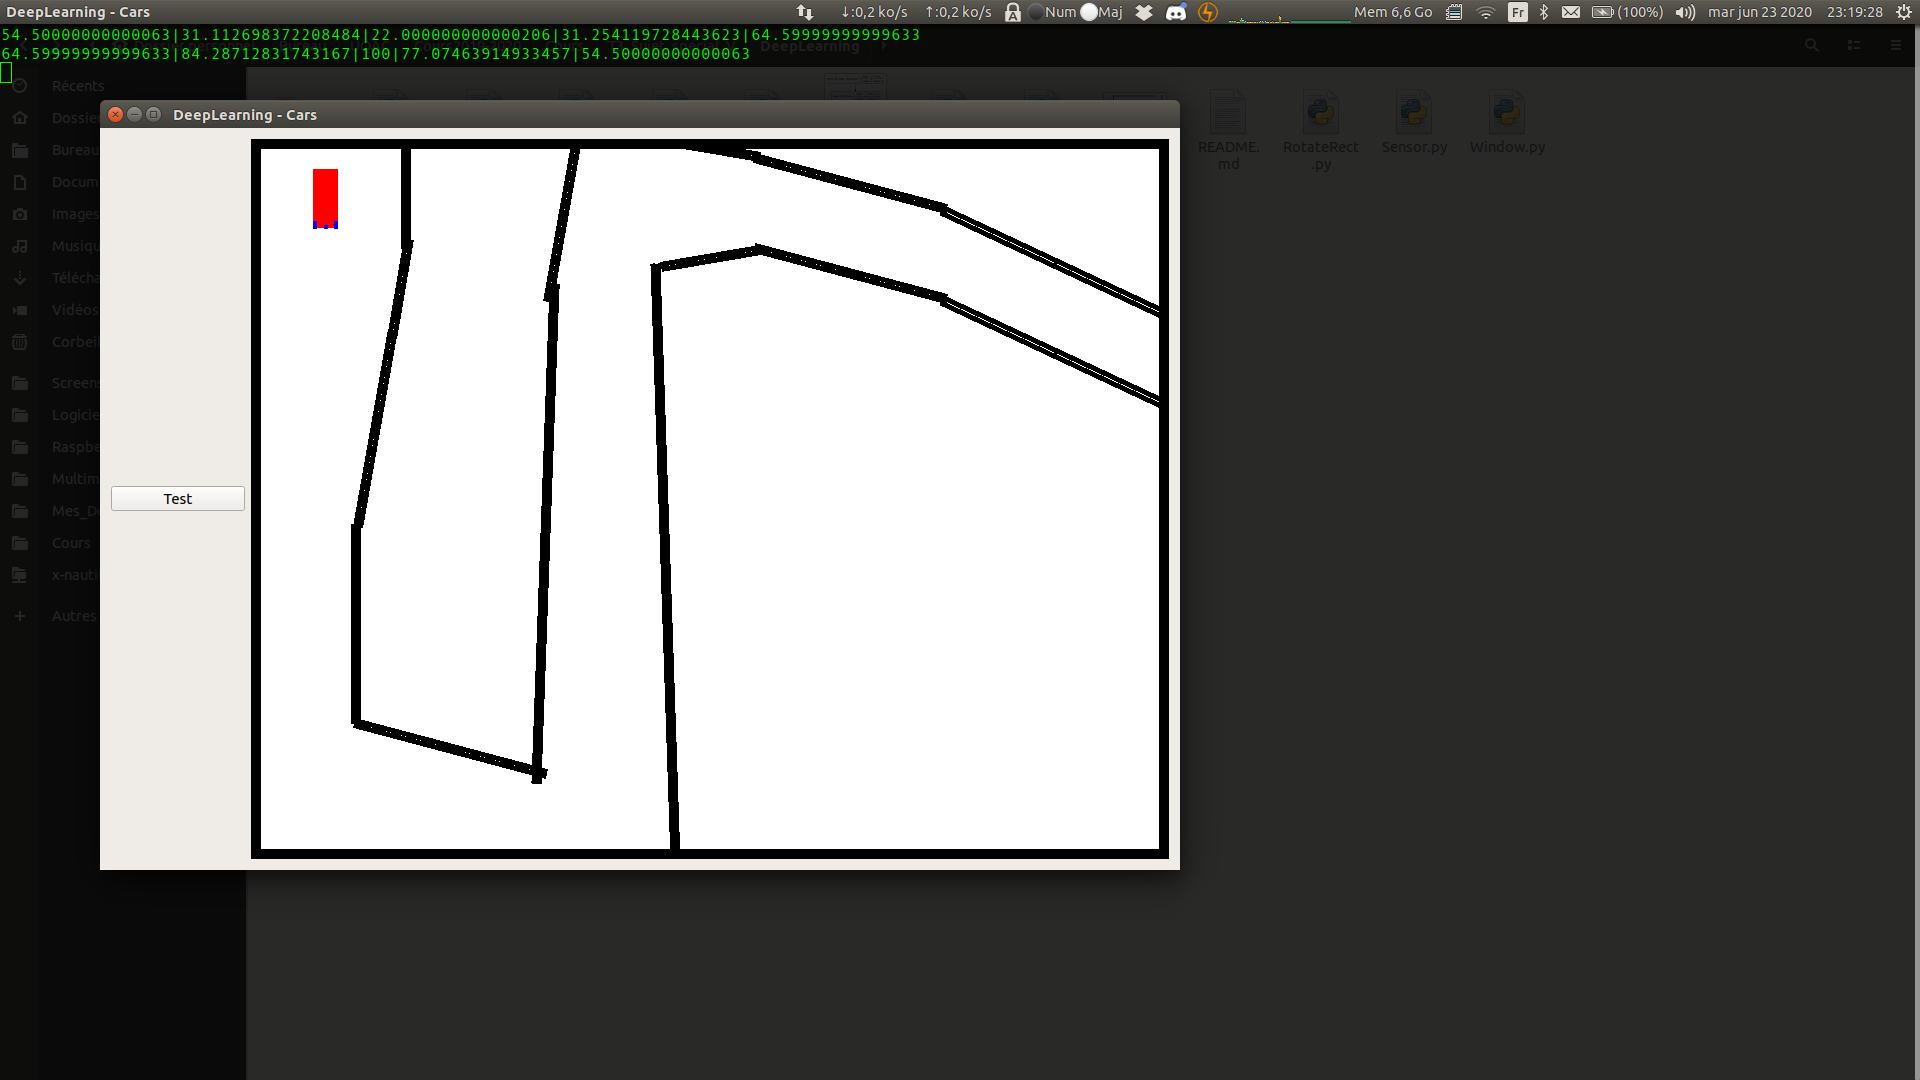 DeepLearning - Cars
↓:0,2 ko/s ↑:0,2 ko/s A Num Maj Mem 6,6 Go Fr (100%) mar jun 23 2020 23:19:28
54.50000000000063|31.112698372208484|22.000000000000206|31.254119728443623|64.59999999999633
64.59999999999633|84.28712831743167|100|77.07463914933457|54.50000000000063
DeepLearning
Récents
Dossie
Bureau
Docum
Images
Musiqu
Télécha
Vidéos
Corbei
Screens
Logicie
Raspbe
Multim
Mes_D
Cours
x-nauti
Autres
DeepLearning - Cars
Test
README.
md
RotateRect
.py
Sensor.py
Window.py